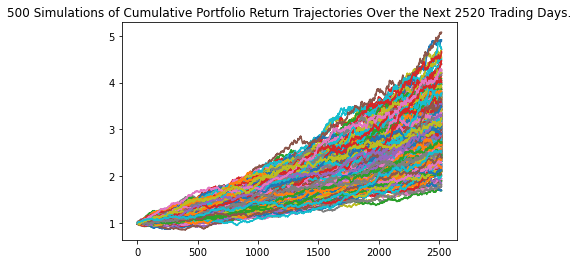 500 Simulations of Cumulative Portfolio Return Trajectories Over the Next 2520 Trading Days.
5
4
3
2
1
0 500 1000 1500 2000 2500